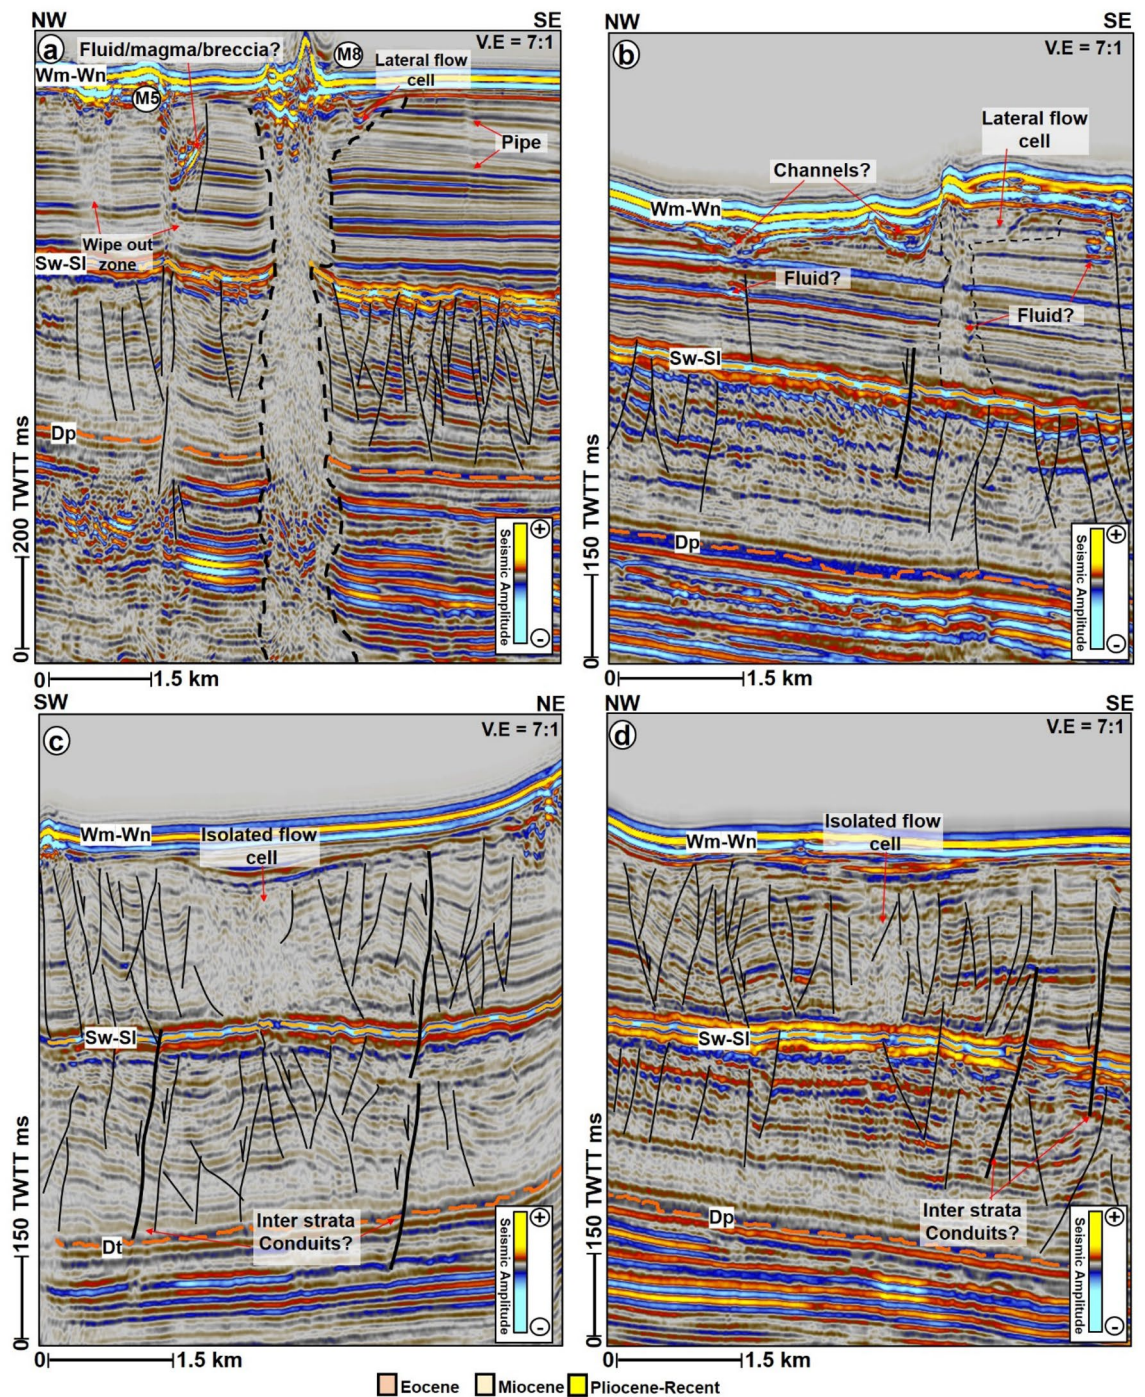 NW
SE
a
Fluid/magma/breccia?
M8
V.E = 7:1
Lateral flow
cell
Wm-Wn
M5
Pipe
Wipe out
zone
Sw-Sl
Dp
200 TWTT ms
0
Seismic Amplitude
+
-
0
1.5 km
NW
SE
b
V.E = 7:1
Lateral flow
cell
Channels?
Wm-Wn
Fluid?
Fluid?
Sw-Sl
Dp
150 TWTT ms
0
Seismic Amplitude
+
-
0
1.5 km
SW
NE
c
V.E = 7:1
Wm-Wn
Isolated flow
cell
Sw-Sl
Inter strata
Conduits?
Dt
150 TWTT ms
0
Seismic Amplitude
+
-
0
1.5 km
NW
SE
d
V.E = 7:1
Isolated flow
cell
Wm-Wn
Sw-Sl
Inter strata
Conduits?
Dp
150 TWTT ms
0
Seismic Amplitude
+
-
0
1.5 km
Eocene Miocene Pliocene-Recent